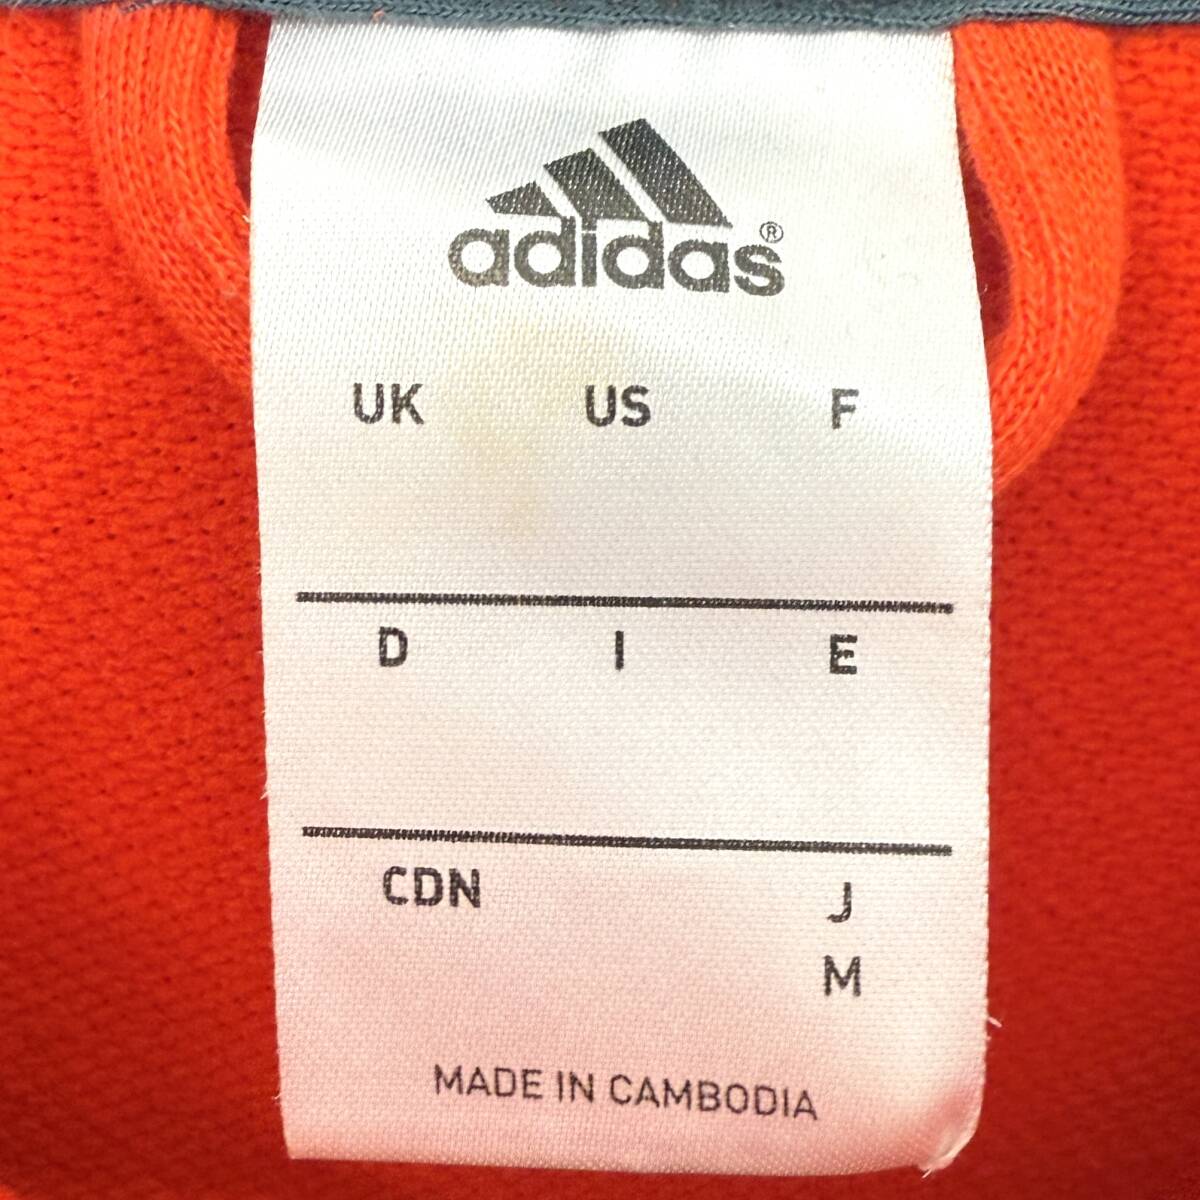 adidas®
UK US F
D I E
CDN J
M
MADE IN CAMBODIA